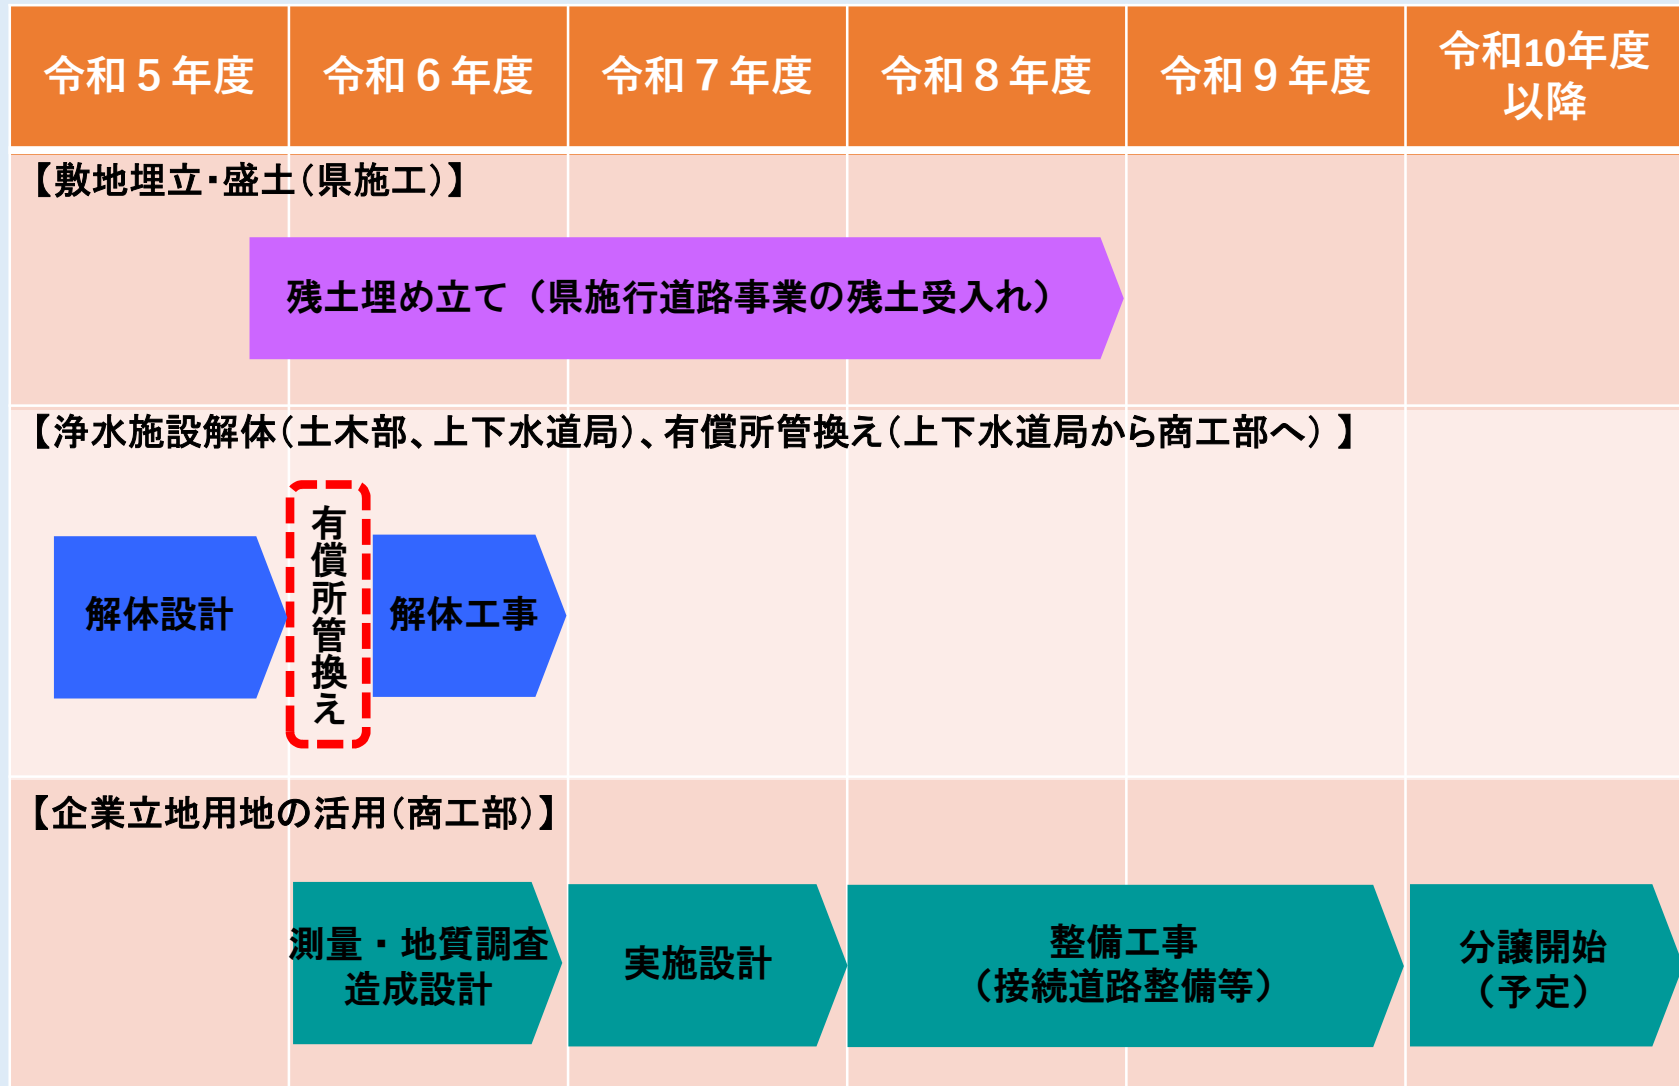 令和５年度
令和６年度
令和７年度
令和８年度
令和９年度
令和10年度
以降
【敷地埋立・盛土（県施工）】
残土埋め立て（県施行道路事業の残土受入れ）
【浄水施設解体（土木部、上下水道局）、有償所管換え（上下水道局から商工部へ）】
解体設計
有償所管換え
解体工事
【企業立地用地の活用（商工部）】
測量・地質調査
造成設計
実施設計
整備工事
（接続道路整備等）
分譲開始
（予定）